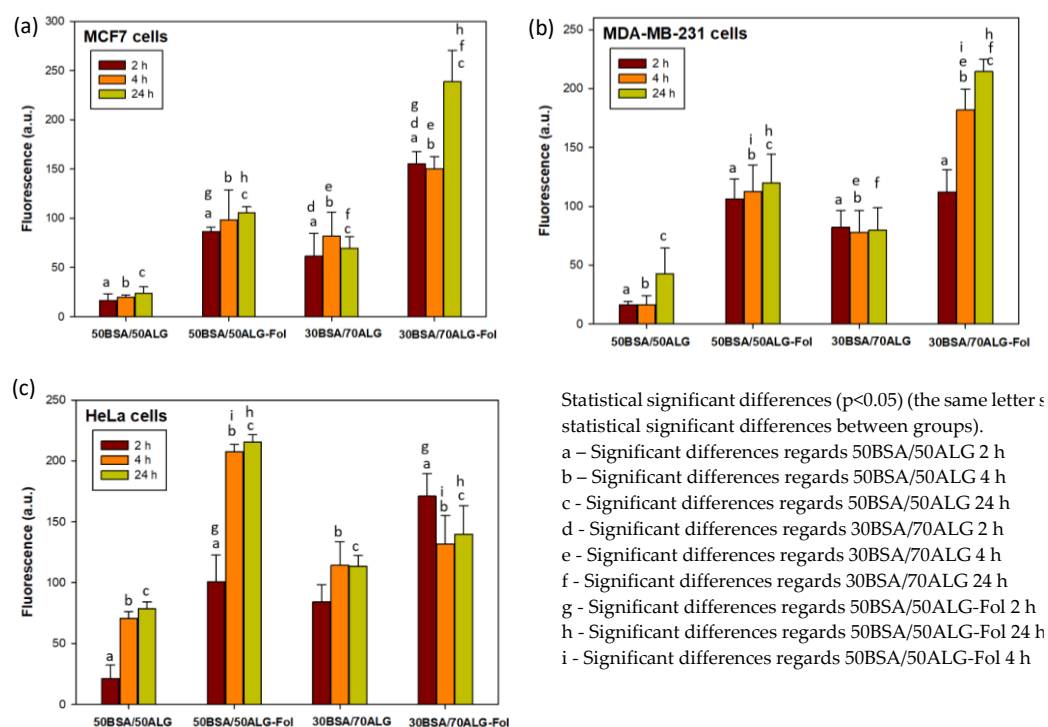 (a)
MCF7 cells
2 h
4 h
24 h
Fluorescence (a.u.)
300
250
200
150
100
50
0
a b c
g a b h c
d a e b f c
g d a e b h f c
50BSA/50ALG 50BSA/50ALG-Fol 30BSA/70ALG 30BSA/70ALG-Fol
(b)
MDA-MB-231 cells
2 h
4 h
24 h
Fluorescence (a.u.)
250
200
150
100
50
0
a b c
a i b h c
a e b f
a i e b h f c
50BSA/50ALG 50BSA/50ALG-Fol 30BSA/70ALG 30BSA/70ALG-Fol
(c)
HeLa cells
2 h
4 h
24 h
Fluorescence (a.u.)
250
200
150
100
50
0
a b c
g a i b h c
b c
g a i b h c
50BSA/50ALG 50BSA/50ALG-Fol 30BSA/70ALG 30BSA/70ALG-Fol
Statistical significant differences (p<0.05) (the same letter s
statistical significant differences between groups).
a – Significant differences regards 50BSA/50ALG 2 h
b – Significant differences regards 50BSA/50ALG 4 h
c - Significant differences regards 50BSA/50ALG 24 h
d - Significant differences regards 30BSA/70ALG 2 h
e - Significant differences regards 30BSA/70ALG 4 h
f - Significant differences regards 30BSA/70ALG 24 h
g - Significant differences regards 50BSA/50ALG-Fol 2 h
h - Significant differences regards 50BSA/50ALG-Fol 24 h
i - Significant differences regards 50BSA/50ALG-Fol 4 h